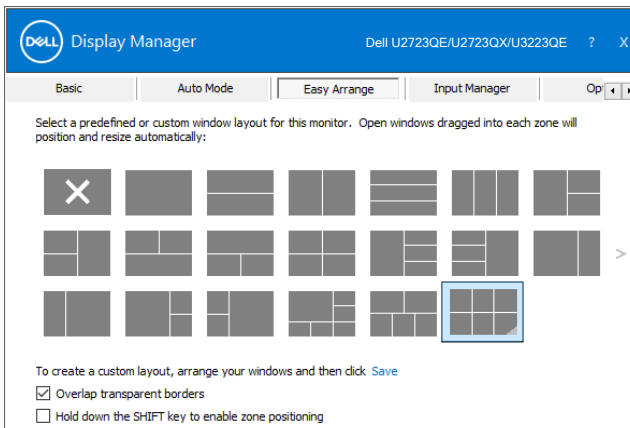 DELL Display Manager Dell U2723QE/U2723QX/U3223QE ? X
Basic Auto Mode Easy Arrange Input Manager Op
Select a predefined or custom window layout for this monitor. Open windows dragged into each zone will
position and resize automatically:
>
To create a custom layout, arrange your windows and then click Save
Overlap transparent borders
Hold down the SHIFT key to enable zone positioning